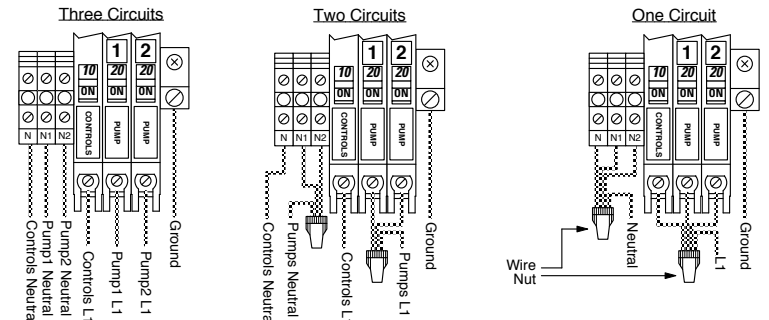 Three Circuits
1 2
10 20 20
ON ON ON
CONTROLS PUMP PUMP
N N1 N2
Controls Neutra
Pump1 Neutral
Pump2 Neutral
Controls L1
Pump1 L1
Pump2 L1
Ground
Two Circuits
1 2
10 20 20
ON ON ON
CONTROLS PUMP PUMP
N N1 N2
Controls Neutra
Pumps Neutral
Controls L1
Pumps L1
Ground
One Circuit
1 2
10 20 20
ON ON ON
CONTROLS PUMP PUMP
N N1 N2
Neutral
L1
Ground
Wire
Nut